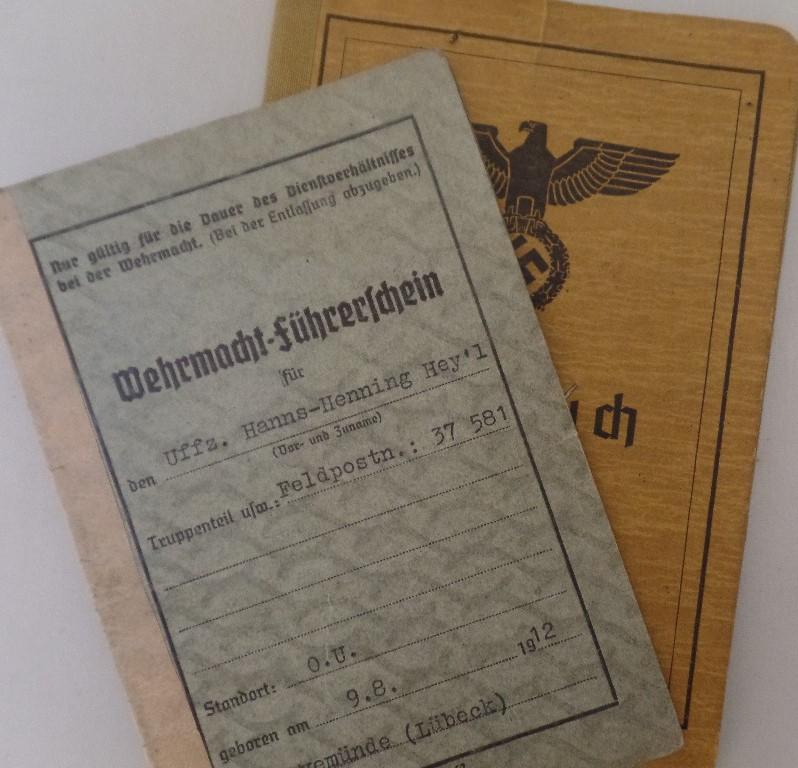 Nur gültig für die Dauer des Dienstverhältnisses
bei der Wehrmacht. (Bei der Entlassung abzugeben.)
Wehrmacht-Führerschein
für
den Uffz. Hanns-Henning Hey'l
(Vor- und Zuname)
Truppenteil usw.: Feldpostn.: 37 581
Standort: O.U.
geboren am 9.8. 1912
emünde (Lübeck)
ch